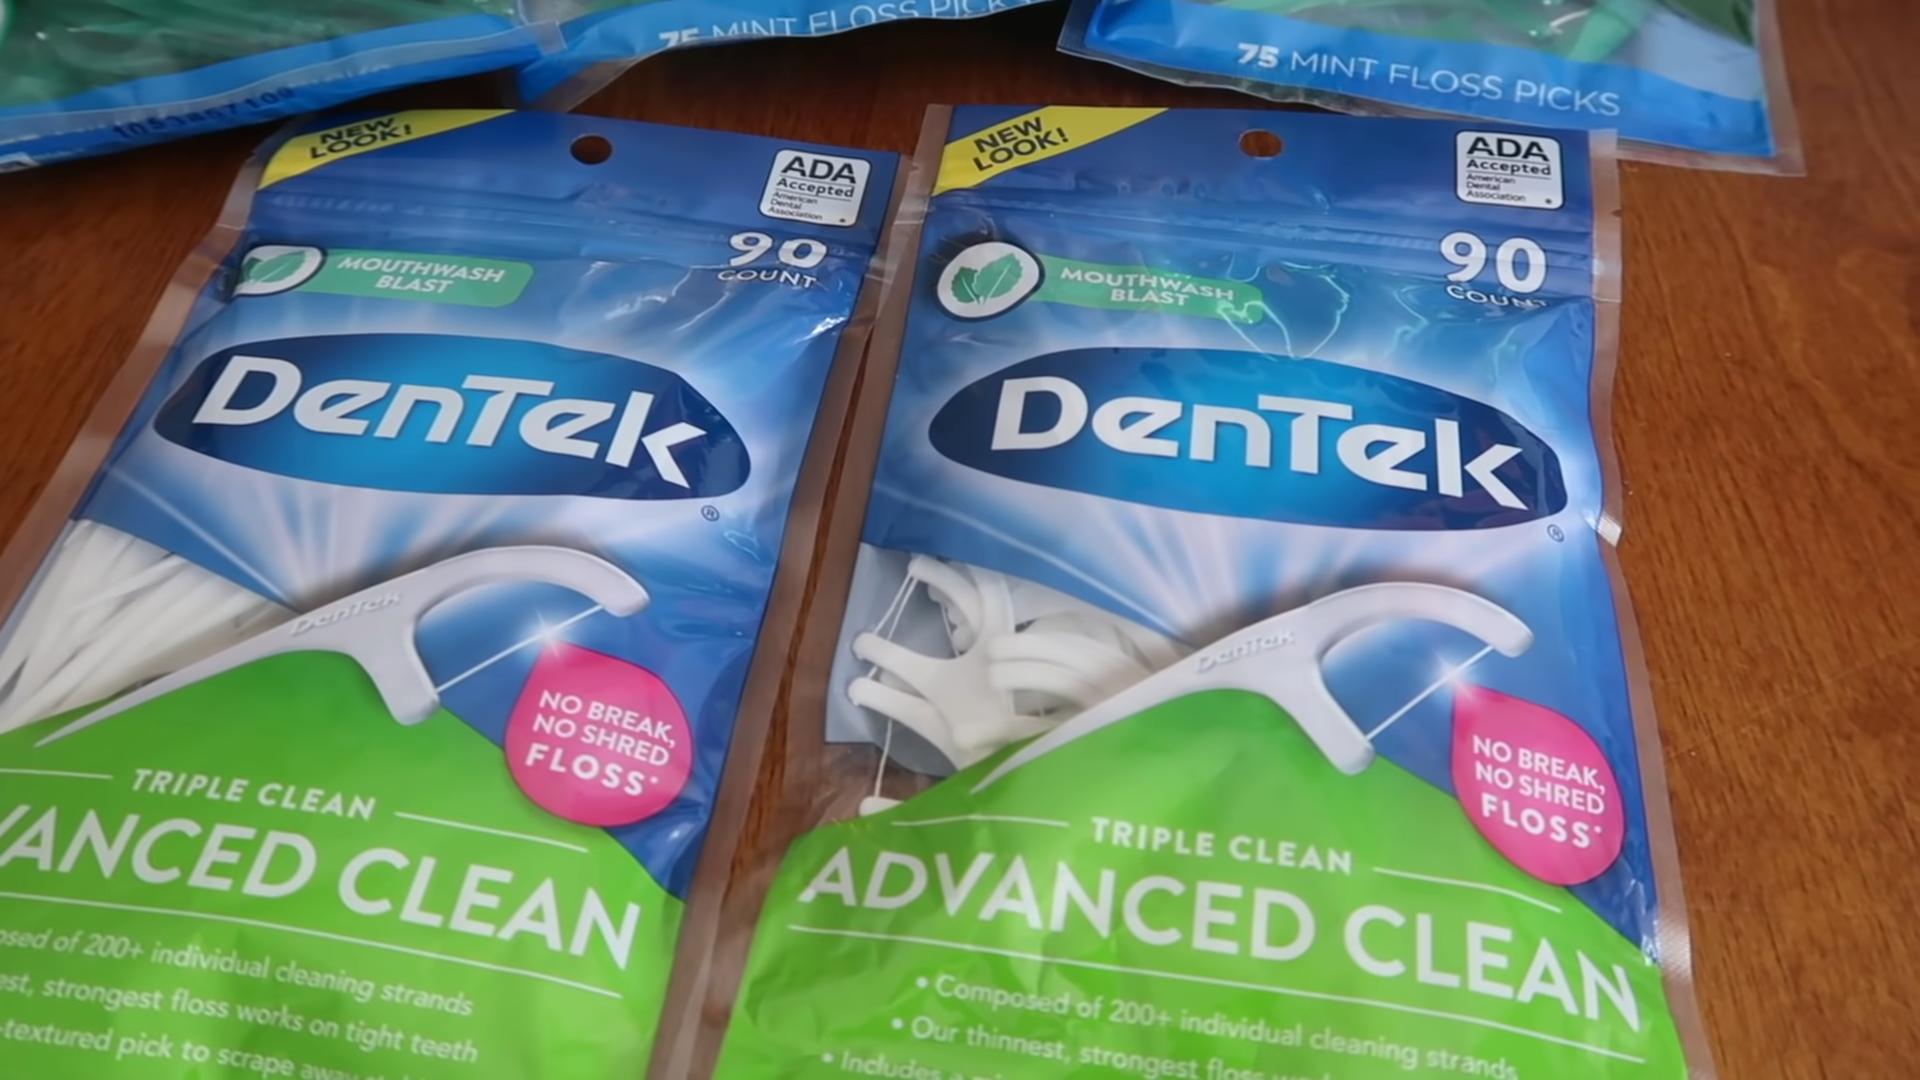 75 MINT FLOSS PICKS
75 MINT FLOSS PICKS
NEW
LOOK!
ADA
Accepted
American
Dental
Association
90
COUNT
MOUTHWASH
BLAST
DenTek
®
DenTek
NO BREAK,
NO SHRED
FLOSS*
TRIPLE CLEAN
VANCED CLEAN
of 200+ individual cleaning strands
strongest floss works on tight teeth
-textured pick to scrape away
NEW
LOOK!
ADA
Accepted
American
Dental
Association
90
COUNT
MOUTHWASH
BLAST
DenTek
®
DenTek
NO BREAK,
NO SHRED
FLOSS*
TRIPLE CLEAN
ADVANCED CLEAN
• Composed of 200+ individual cleaning strands
• Our thinnest, strongest floss
• Includes a